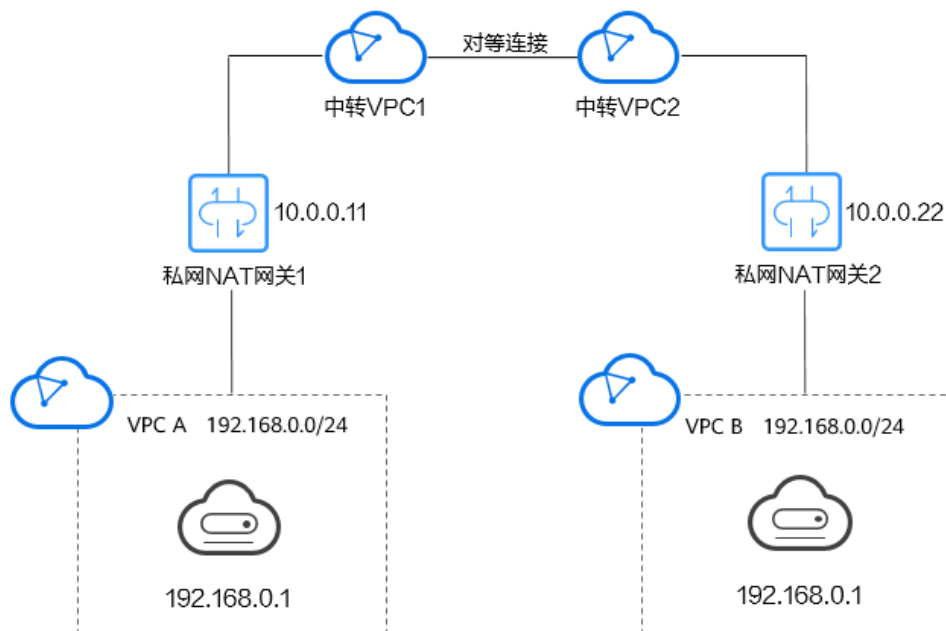 对等连接
中转VPC1
中转VPC2
10.0.0.11
10.0.0.22
私网NAT网关1
私网NAT网关2
VPC A 192.168.0.0/24
VPC B 192.168.0.0/24
192.168.0.1
192.168.0.1